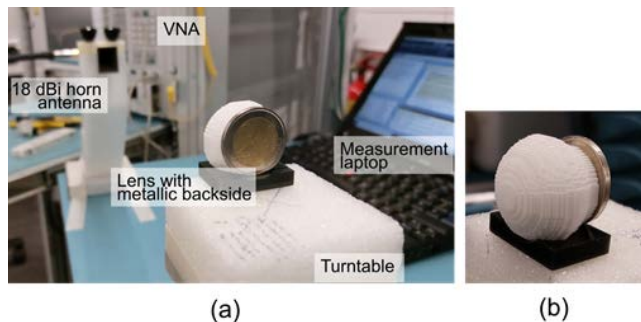 VNA
18 dBi horn
antenna
Lens with
metallic backside
Measurement
laptop
Turntable
(a)
(b)